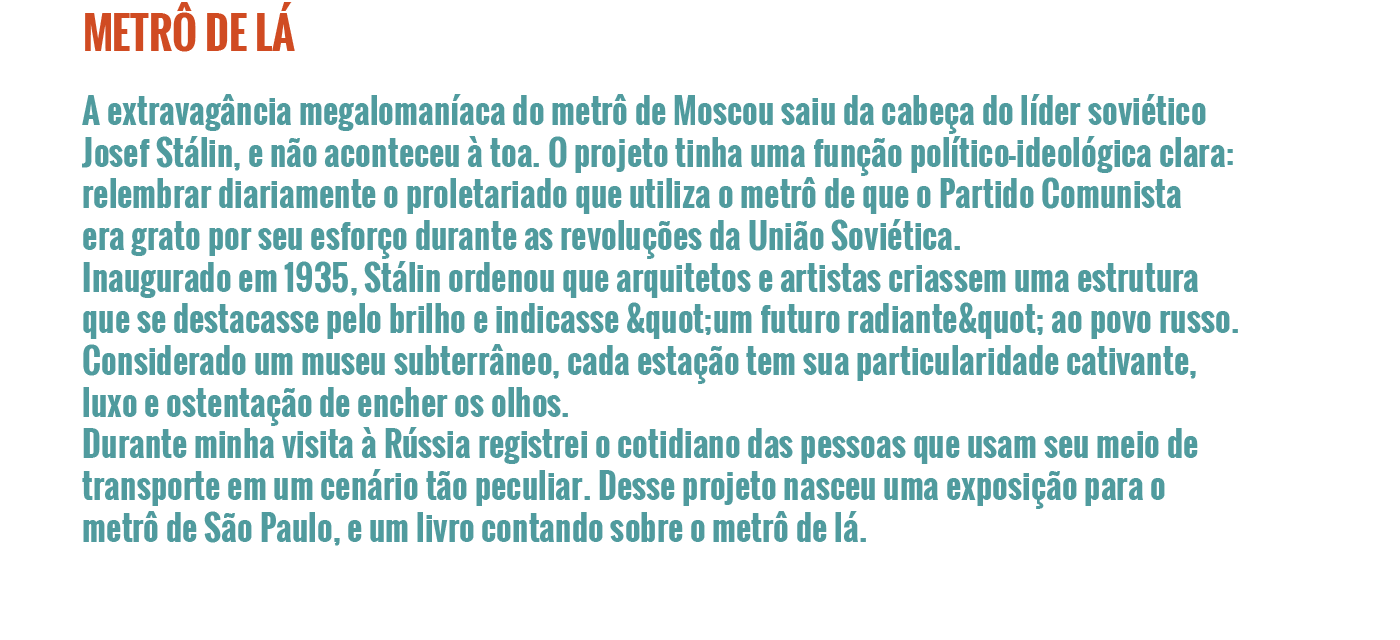 METRÔ DE LÁ
A extravagância megalomaníaca do metrô de Moscou saiu da cabeça do líder soviético
Josef Stálin, e não aconteceu à toa. O projeto tinha uma função político-ideológica clara:
relembrar diariamente o proletariado que utiliza o metrô de que o Partido Comunista
era grato por seu esforço durante as revoluções da União Soviética.
Inaugurado em 1935, Stálin ordenou que arquitetos e artistas criassem uma estrutura
que se destacasse pelo brilho e indicasse &quot;um futuro radiante&quot; ao povo russo.
Considerado um museu subterrâneo, cada estação tem sua particularidade cativante,
luxo e ostentação de encher os olhos.
Durante minha visita à Rússia registrei o cotidiano das pessoas que usam seu meio de
transporte em um cenário tão peculiar. Desse projeto nasceu uma exposição para o
metrô de São Paulo, e um livro contando sobre o metrô de lá.